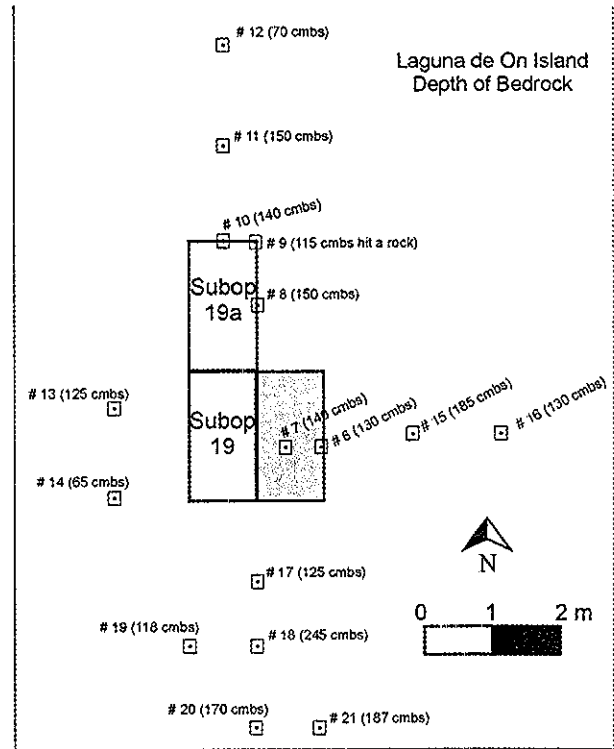 # 12 (70 cmbs)
Laguna de On Island
Depth of Bedrock
# 11 (150 cmbs)
# 10 (140 cmbs)
# 9 (115 cmbs hit a rock)
Subop
19a
# 8 (150 cmbs)
# 13 (125 cmbs)
Subop
19
# 7 (140 cmbs)
# 6 (130 cmbs)
# 15 (185 cmbs)
# 16 (130 cmbs)
# 14 (65 cmbs)
N
# 17 (125 cmbs)
0 1 2 m
# 19 (118 cmbs)
# 18 (245 cmbs)
# 20 (170 cmbs)
# 21 (187 cmbs)